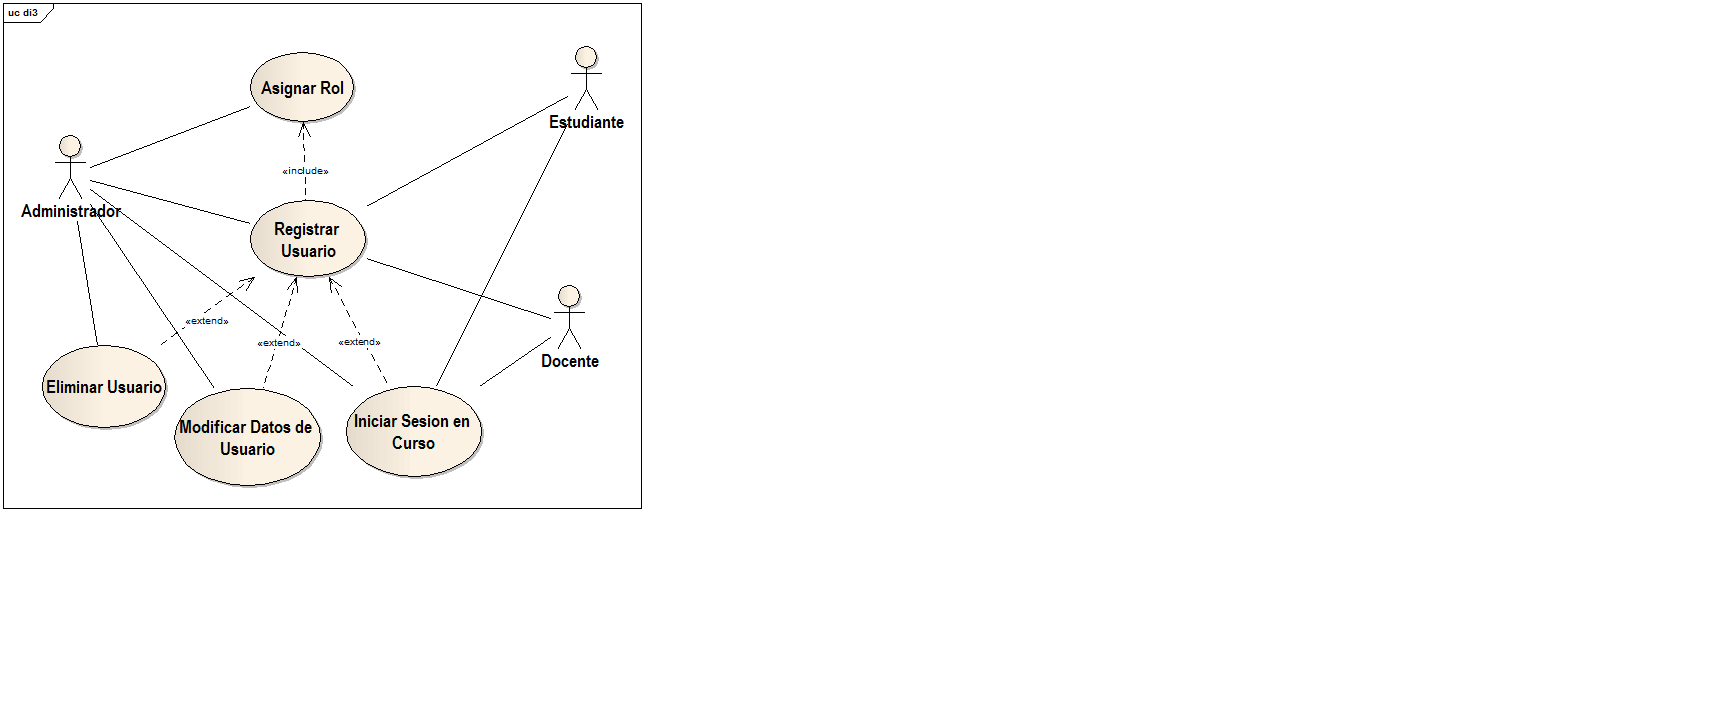 uc di3
Asignar Rol
Estudiante
«include»
Administrador
Registrar
Usuario
«extend»
«extend»
«extend»
Docente
Eliminar Usuario
Modificar Datos de
Usuario
Iniciar Sesion en
Curso